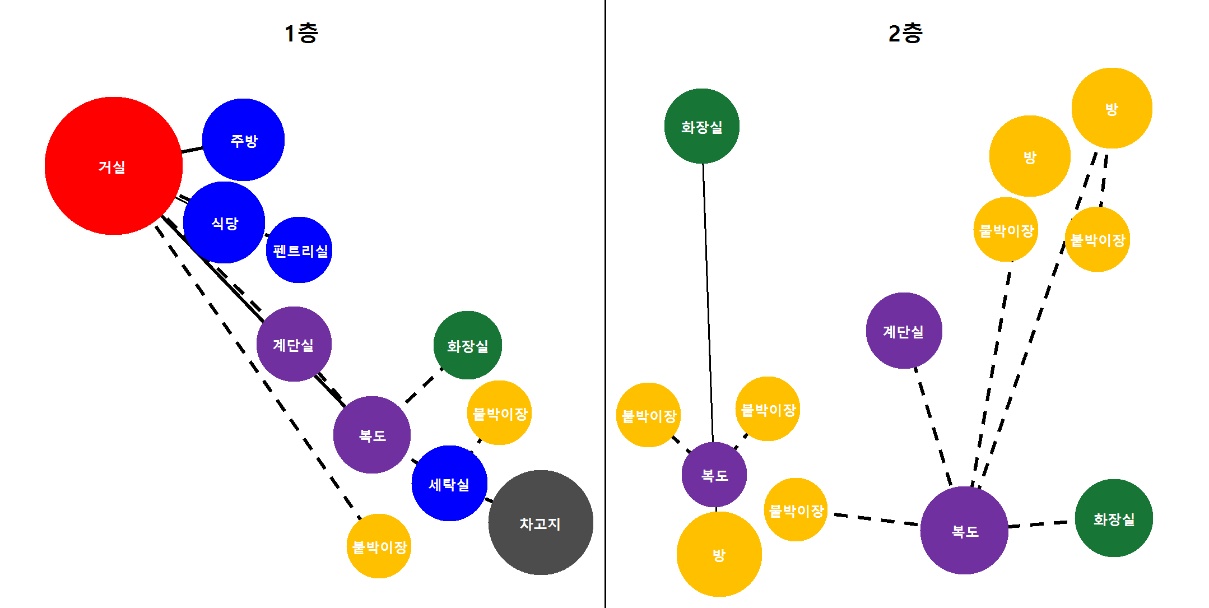 1층
거실
주방
식당
펜트리실
계단실
화장실
붙박이장
복도
세탁실
차고지
붙박이장
2층
화장실
방
방
붙박이장
붙박이장
계단실
붙박이장
붙박이장
복도
붙박이장
방
복도
화장실